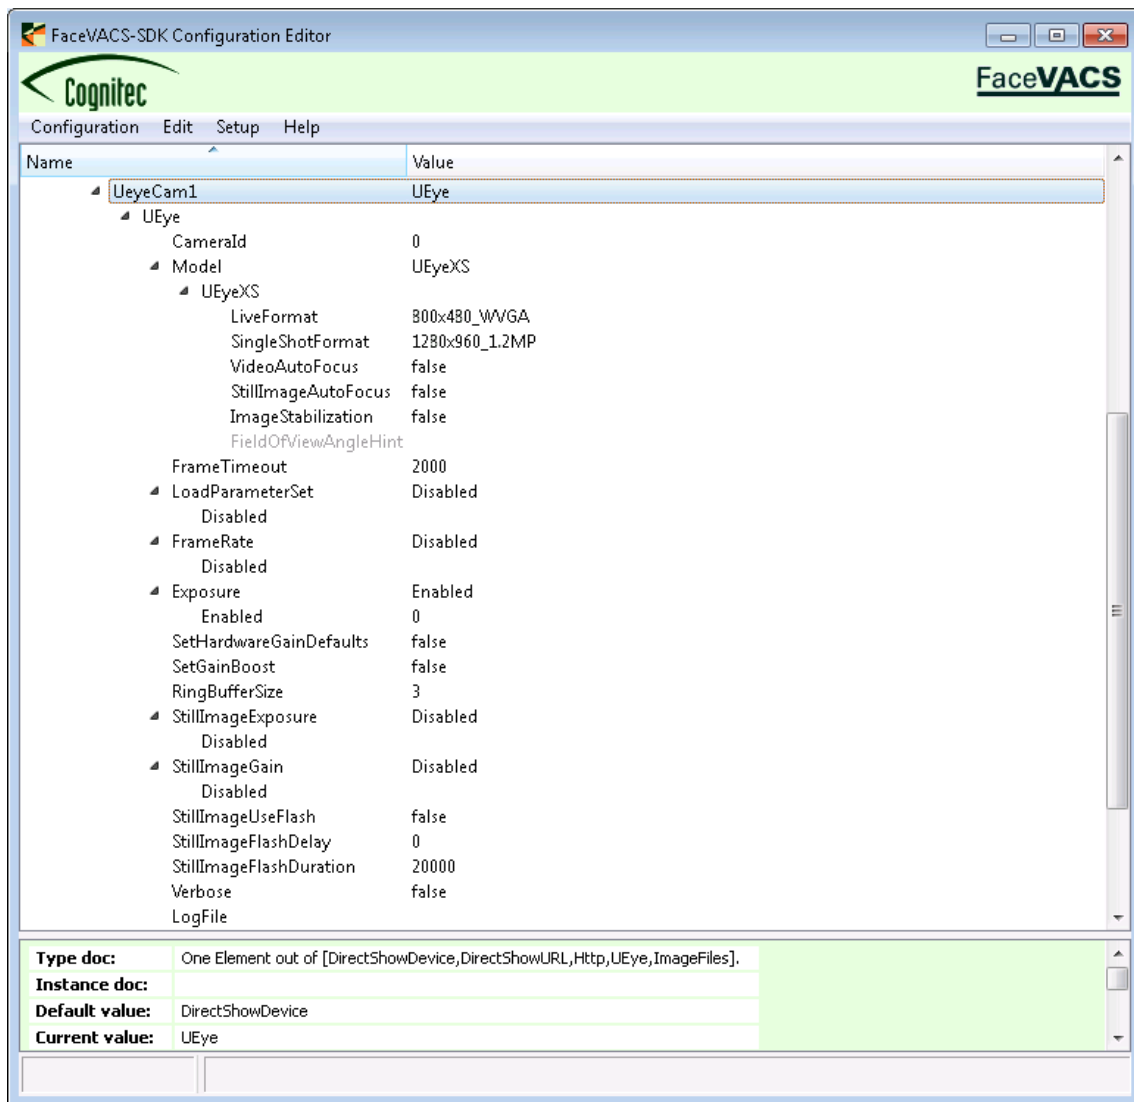 FaceVACS-SDK Configuration Editor
Cognitec
FaceVACS
Configuration Edit Setup Help
Name Value
UeyeCam1 UEye
UEye
CameraId 0
Model UEyeXS
UEyeXS
LiveFormat 800x480_WVGA
SingleShotFormat 1280x960_1.2MP
VideoAutoFocus false
StillImageAutoFocus false
ImageStabilization false
FieldOfViewAngleHint
FrameTimeout 2000
LoadParameterSet Disabled
Disabled
FrameRate Disabled
Disabled
Exposure Enabled
Enabled 0
SetHardwareGainDefaults false
SetGainBoost false
RingBufferSize 3
StillImageExposure Disabled
Disabled
StillImageGain Disabled
Disabled
StillImageUseFlash false
StillImageFlashDelay 0
StillImageFlashDuration 20000
Verbose false
LogFile
Type doc: One Element out of [DirectShowDevice,DirectShowURL,Http,UEye,ImageFiles].
Instance doc:
Default value: DirectShowDevice
Current value: UEye